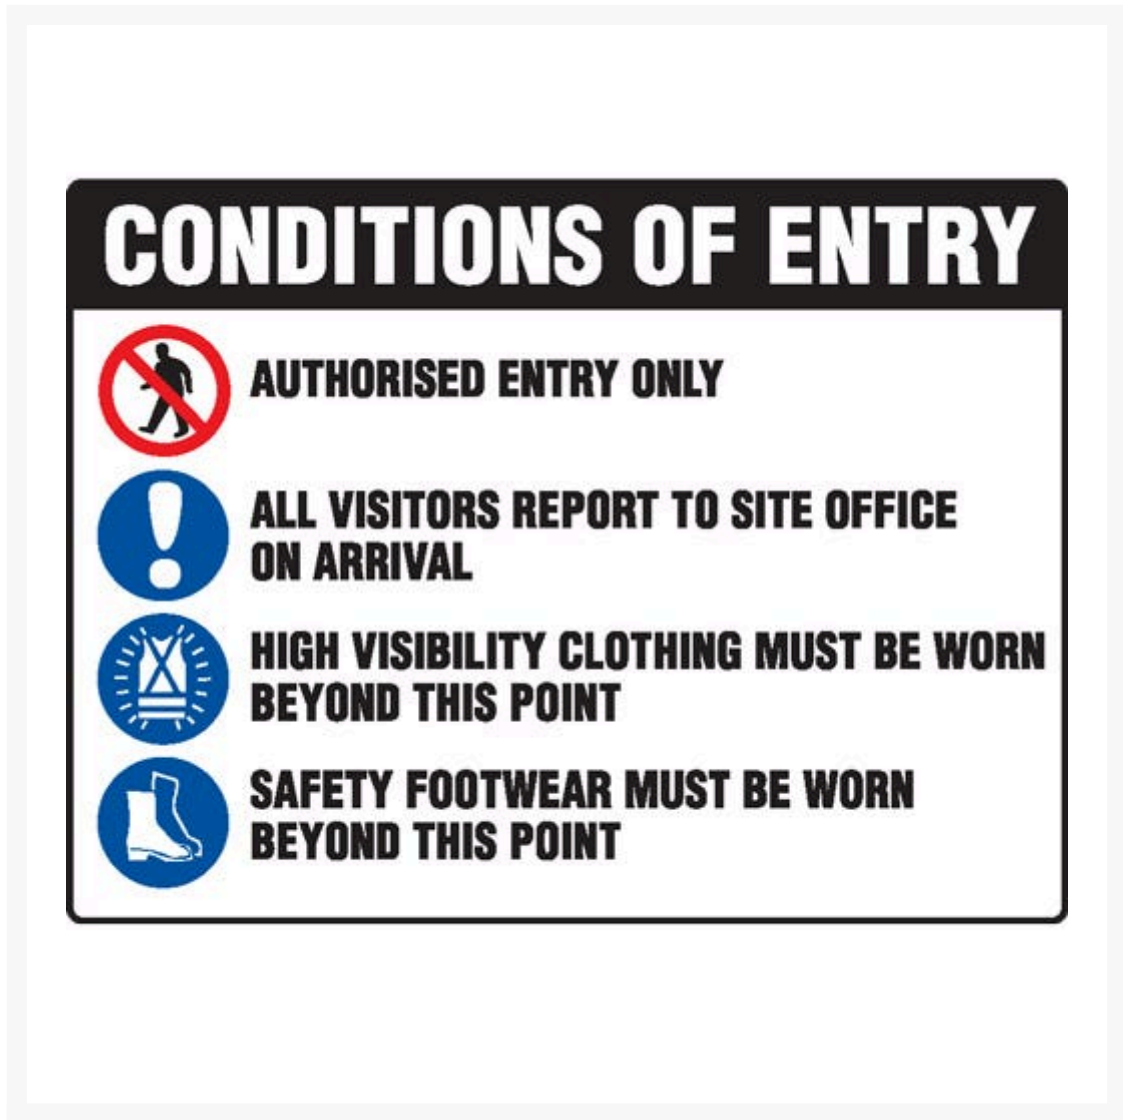 CONDITIONS OF ENTRY
AUTHORISED ENTRY ONLY
ALL VISITORS REPORT TO SITE OFFICE
ON ARRIVAL
HIGH VISIBILITY CLOTHING MUST BE WORN
BEYOND THIS POINT
SAFETY FOOTWEAR MUST BE WORN
BEYOND THIS POINT